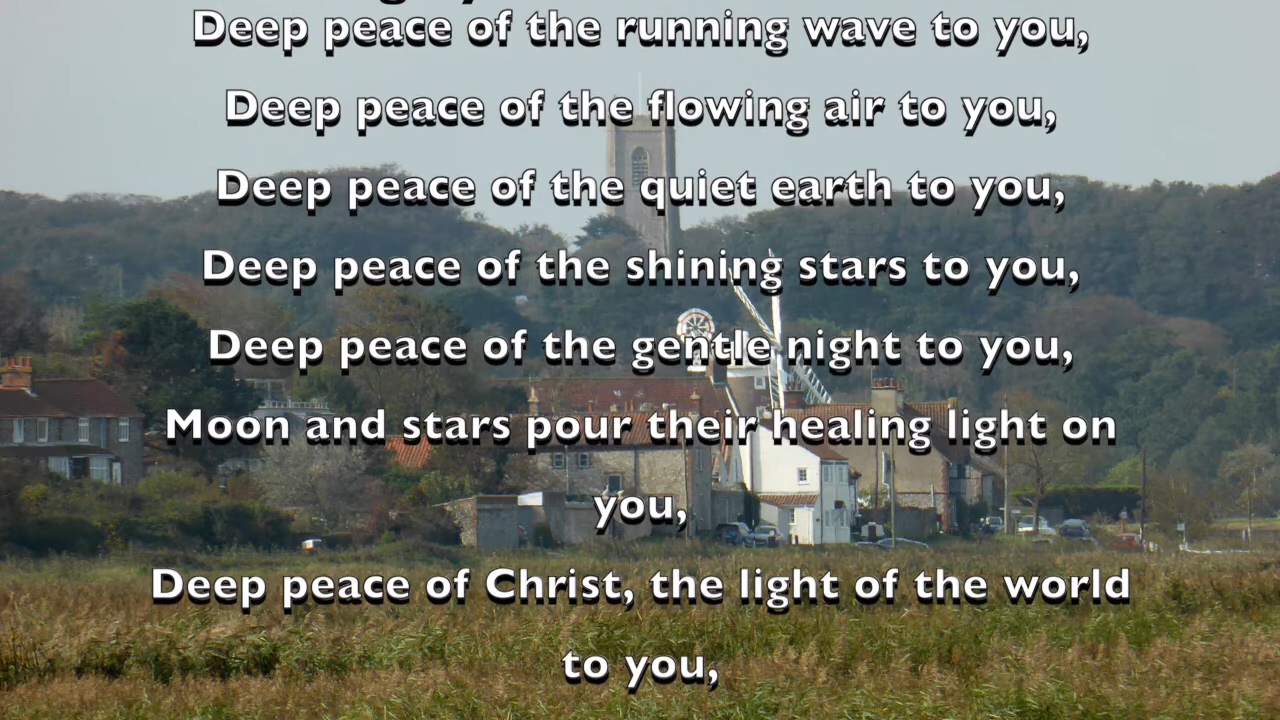 Deep peace of the running wave to you,
Deep peace of the flowing air to you,
Deep peace of the quiet earth to you,
Deep peace of the shining stars to you,
Deep peace of the gentle night to you,
Moon and stars pour their healing light on
you,
Deep peace of Christ, the light of the world
to you,